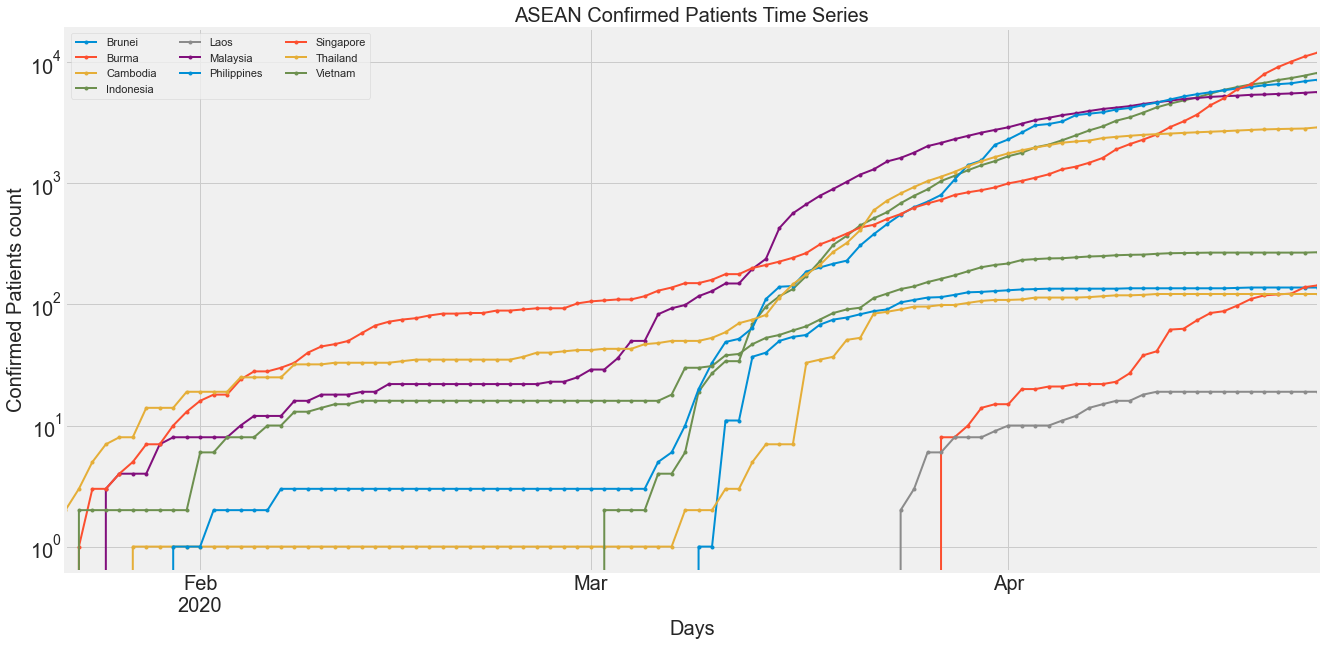 ASEAN Confirmed Patients Time Series
Brunei
Burma
Cambodia
Indonesia
Laos
Malaysia
Philippines
Singapore
Thailand
Vietnam
Confirmed Patients count
10^4
10^3
10^2
10^1
10^0
Feb
2020
Mar
Apr
Days